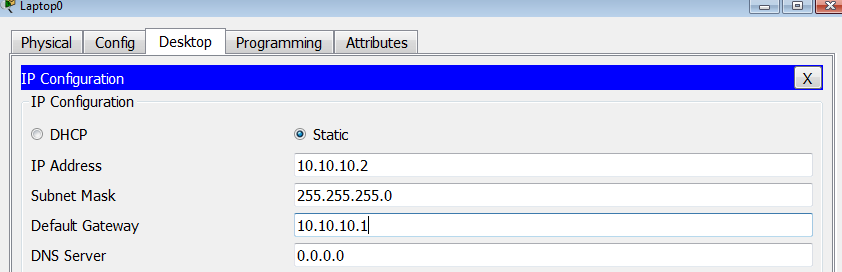 Laptop0
Physical Config Desktop Programming Attributes
IP Configuration X
IP Configuration
DHCP Static
IP Address 10.10.10.2
Subnet Mask 255.255.255.0
Default Gateway 10.10.10.1
DNS Server 0.0.0.0